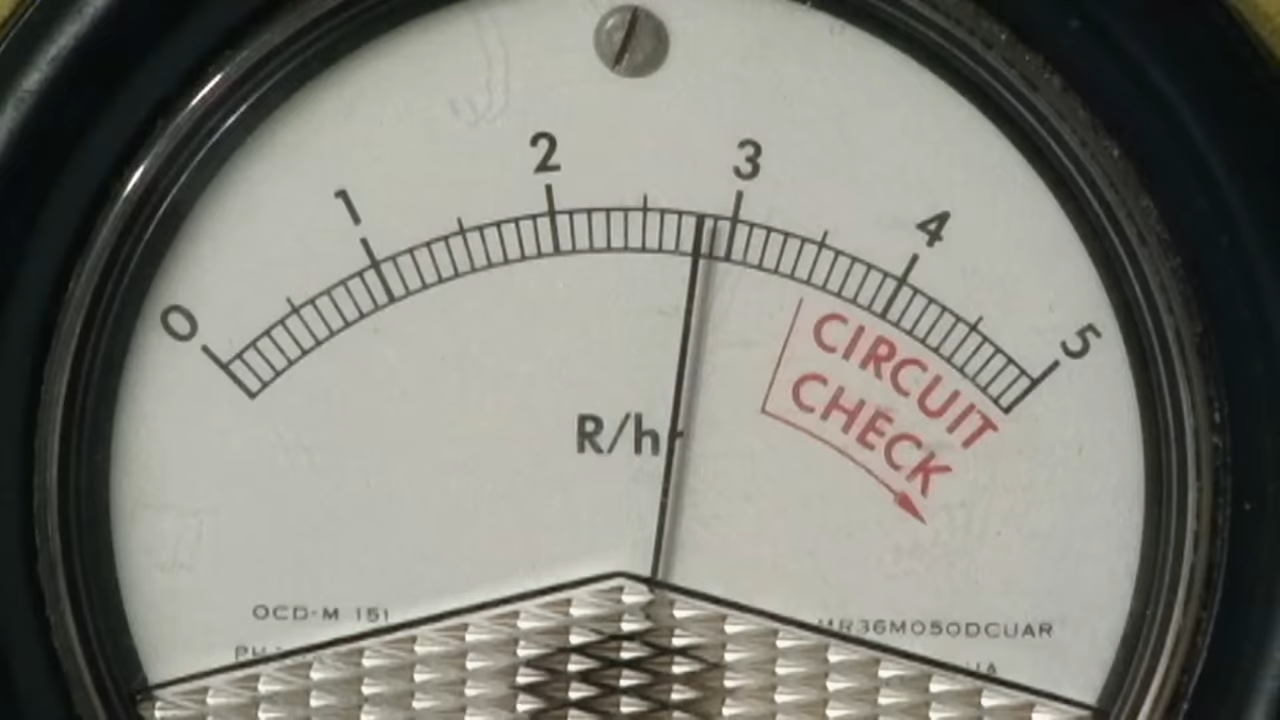 0 1 2 3 4 5
R/h
CIRCUIT
CHECK
OCD-M 151
MR36M050DCUAR